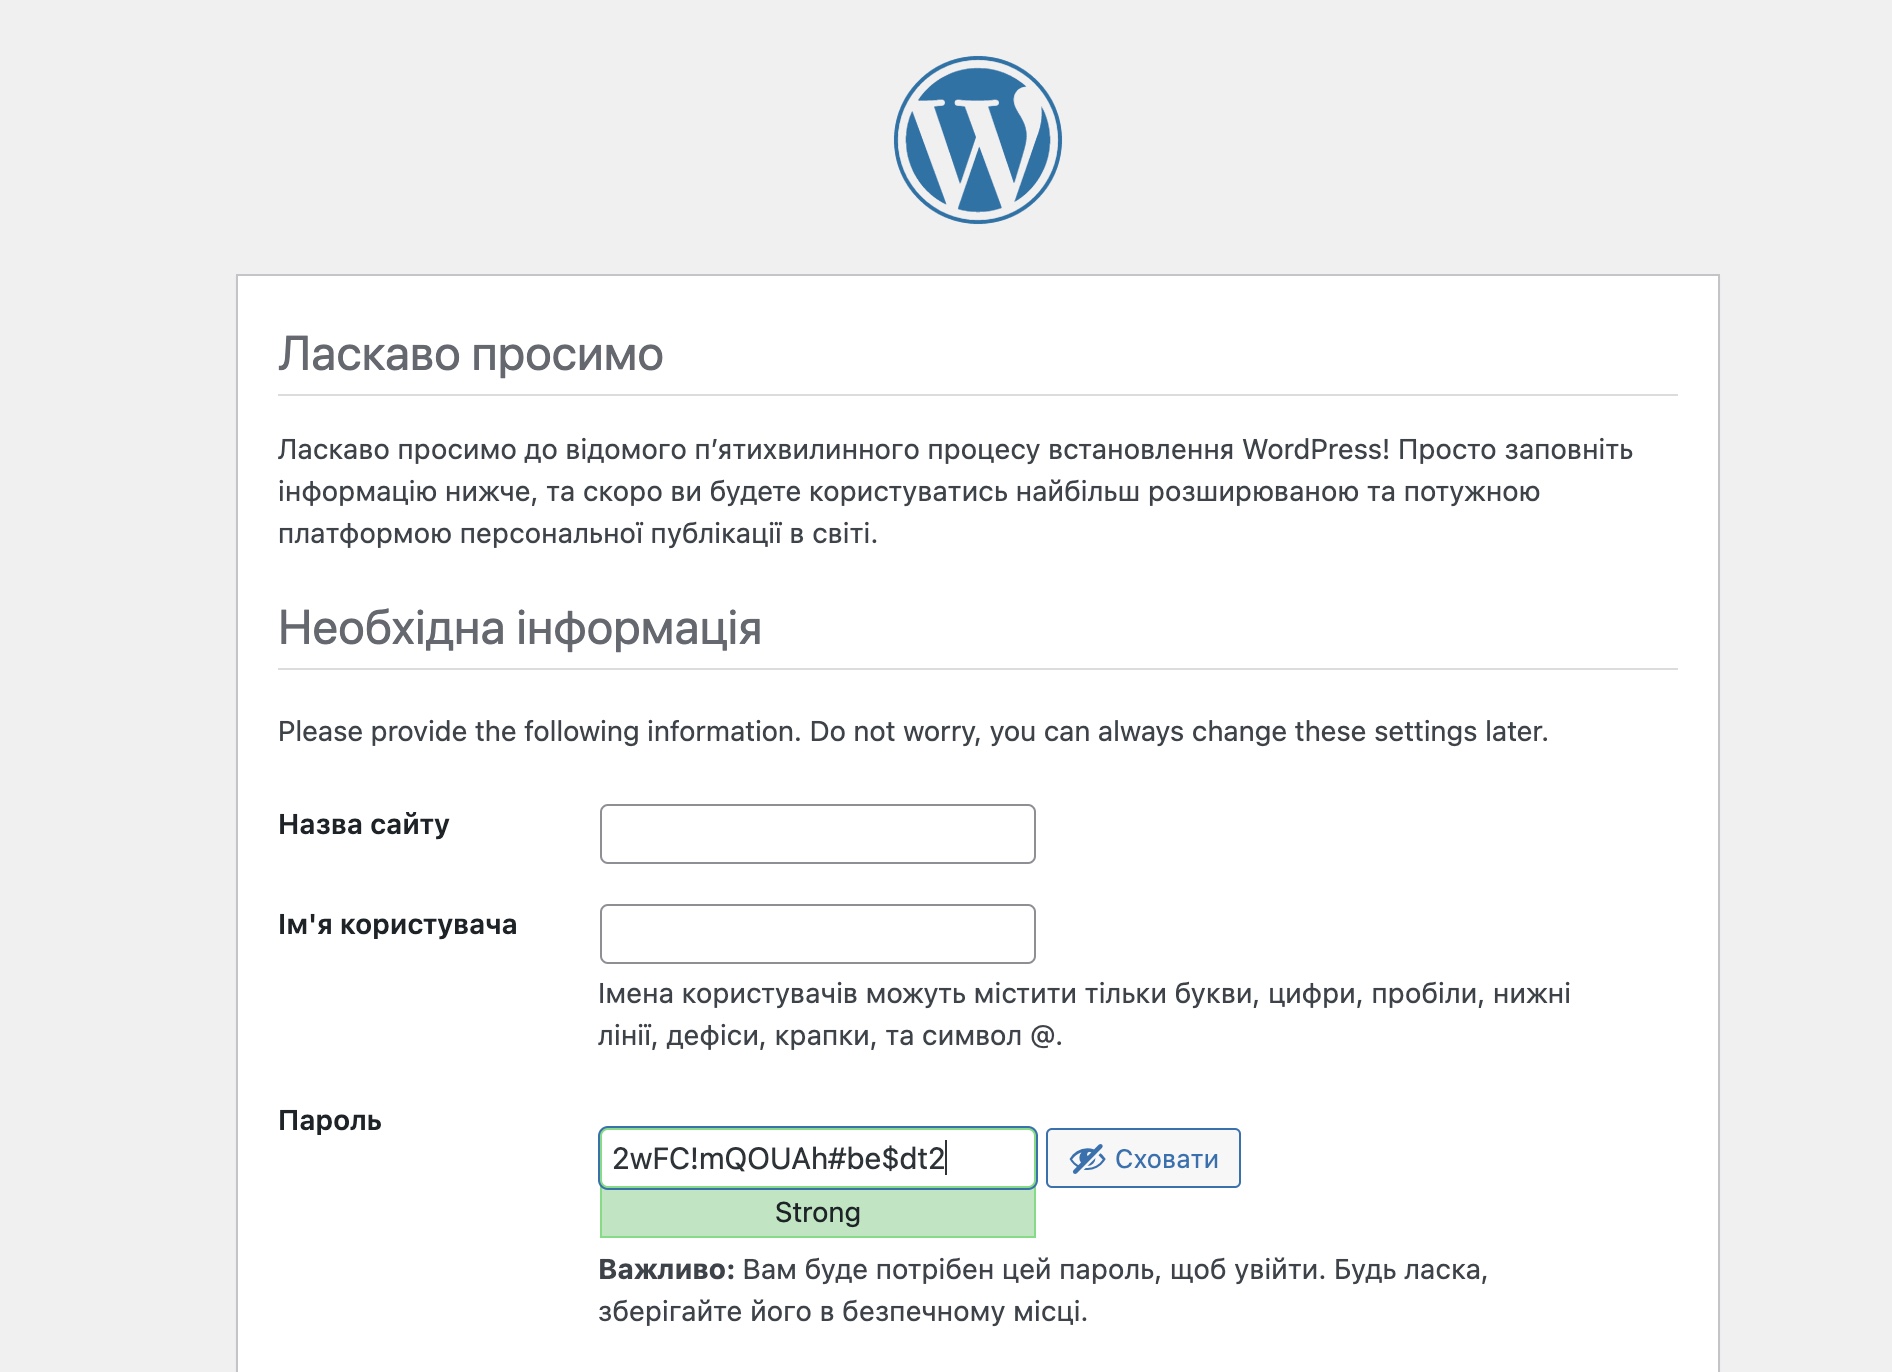 Ласкаво просимо
Ласкаво просимо до відомого п’ятихвилинного процесу встановлення WordPress! Просто заповніть
інформацію нижче, та скоро ви будете користуватись найбільш розширюваною та потужною
платформою персональної публікації в світі.
Необхідна інформація
Please provide the following information. Do not worry, you can always change these settings later.
Назва сайту
Ім'я користувача
Імена користувачів можуть містити тільки букви, цифри, пробіли, нижні
лінії, дефіси, крапки, та символ @.
Пароль
2wFC!mQOUAh#be$dt2
Сховати
Strong
Важливо: Вам буде потрібен цей пароль, щоб увійти. Будь ласка,
зберігайте його в безпечному місці.